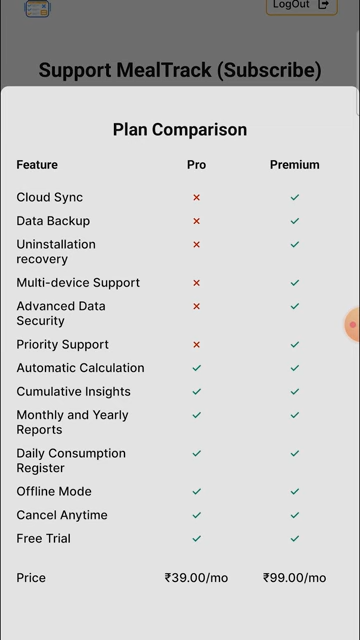 LogOut
Support MealTrack (Subscribe)
Plan Comparison
Feature Pro Premium
Cloud Sync
Data Backup
Uninstallation
recovery
Multi-device Support
Advanced Data
Security
Priority Support
Automatic Calculation
Cumulative Insights
Monthly and Yearly
Reports
Daily Consumption
Register
Offline Mode
Cancel Anytime
Free Trial
Price ₹39.00/mo ₹99.00/mo